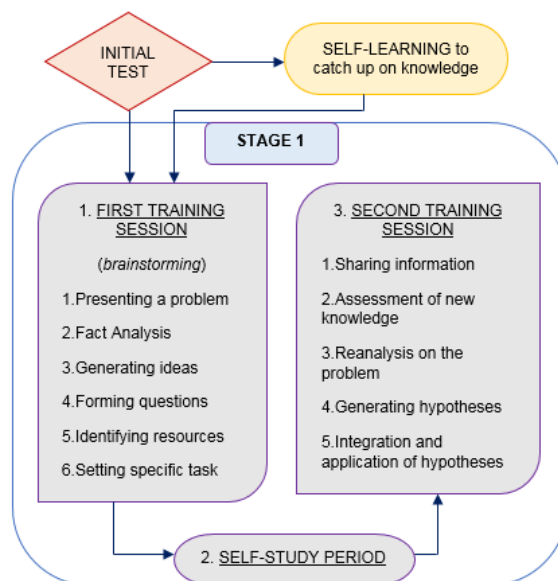 INITIAL
TEST
SELF-LEARNING to
catch up on knowledge
STAGE 1
1. FIRST TRAINING
SESSION
(brainstorming)
1.Presenting a problem
2.Fact Analysis
3.Generating ideas
4.Forming questions
5.Identifying resources
6.Setting specific task
3. SECOND TRAINING
SESSION
1.Sharing information
2.Assessment of new
knowledge
3.Reanalysis on the
problem
4.Generating hypotheses
5.Integration and
application of hypotheses
2. SELF-STUDY PERIOD